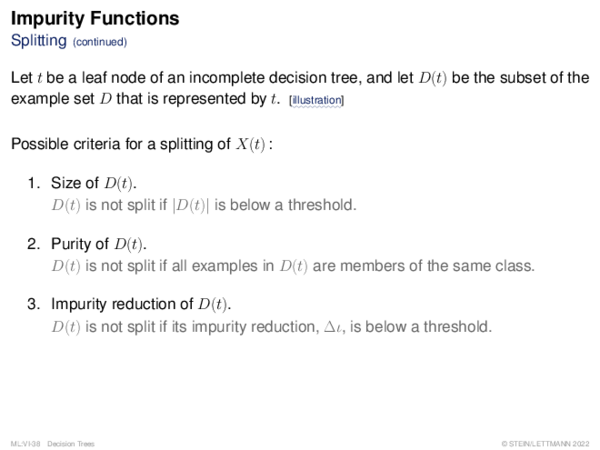 Impurity Functions
Splitting (continued)
Let t be a leaf node of an incomplete decision tree, and let D(t) be the subset of the
example set D that is represented by t. [illustration]
Possible criteria for a splitting of X(t) :
1. Size of D(t).
D(t) is not split if |D(t)| is below a threshold.
2. Purity of D(t).
D(t) is not split if all examples in D(t) are members of the same class.
3. Impurity reduction of D(t).
D(t) is not split if its impurity reduction, Δι, is below a threshold.
ML:VI-38 Decision Trees © STEIN/LETTMANN 2022